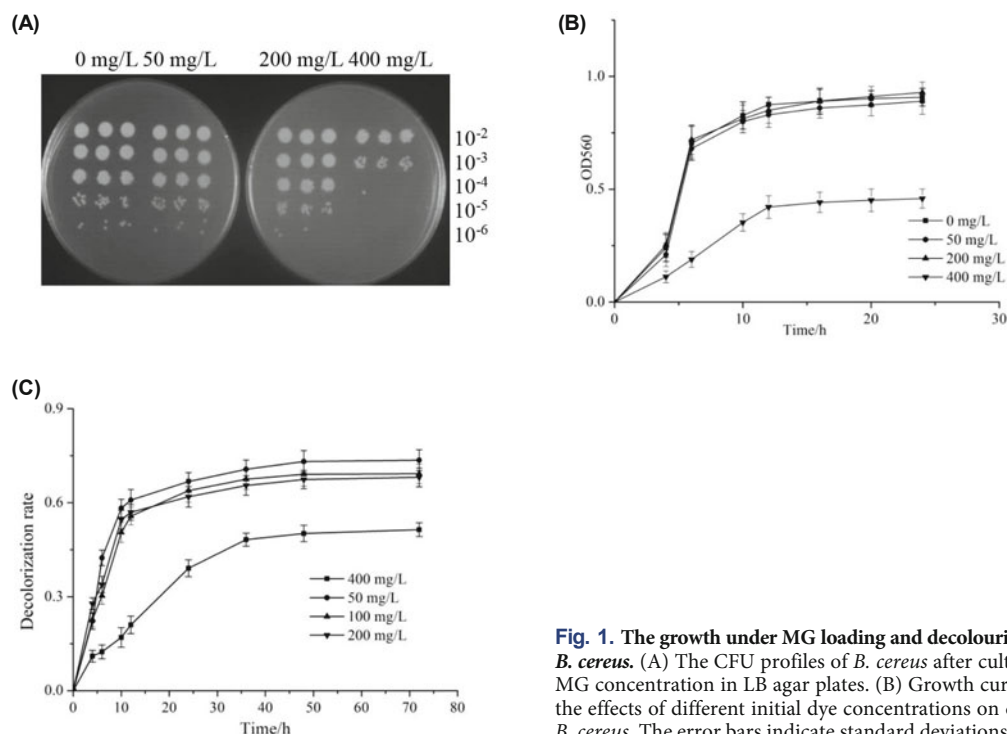 (A)
0 mg/L 50 mg/L 200 mg/L 400 mg/L
10-2
10-3
10-4
10-5
10-6
(B)
1.0
0.5
0.0
OD560
0 mg/L
50 mg/L
200 mg/L
400 mg/L
0 10 20 30
Time/h
(C)
0.9
0.6
0.3
0.0
Decolorization rate
400 mg/L
50 mg/L
100 mg/L
200 mg/L
0 10 20 30 40 50 60 70 80
Time/h
Fig. 1. The growth under MG loading and decolouri
B. cereus. (A) The CFU profiles of B. cereus after cult
MG concentration in LB agar plates. (B) Growth cur
the effects of different initial dye concentrations on
B. cereus. The error bars indicate standard deviations